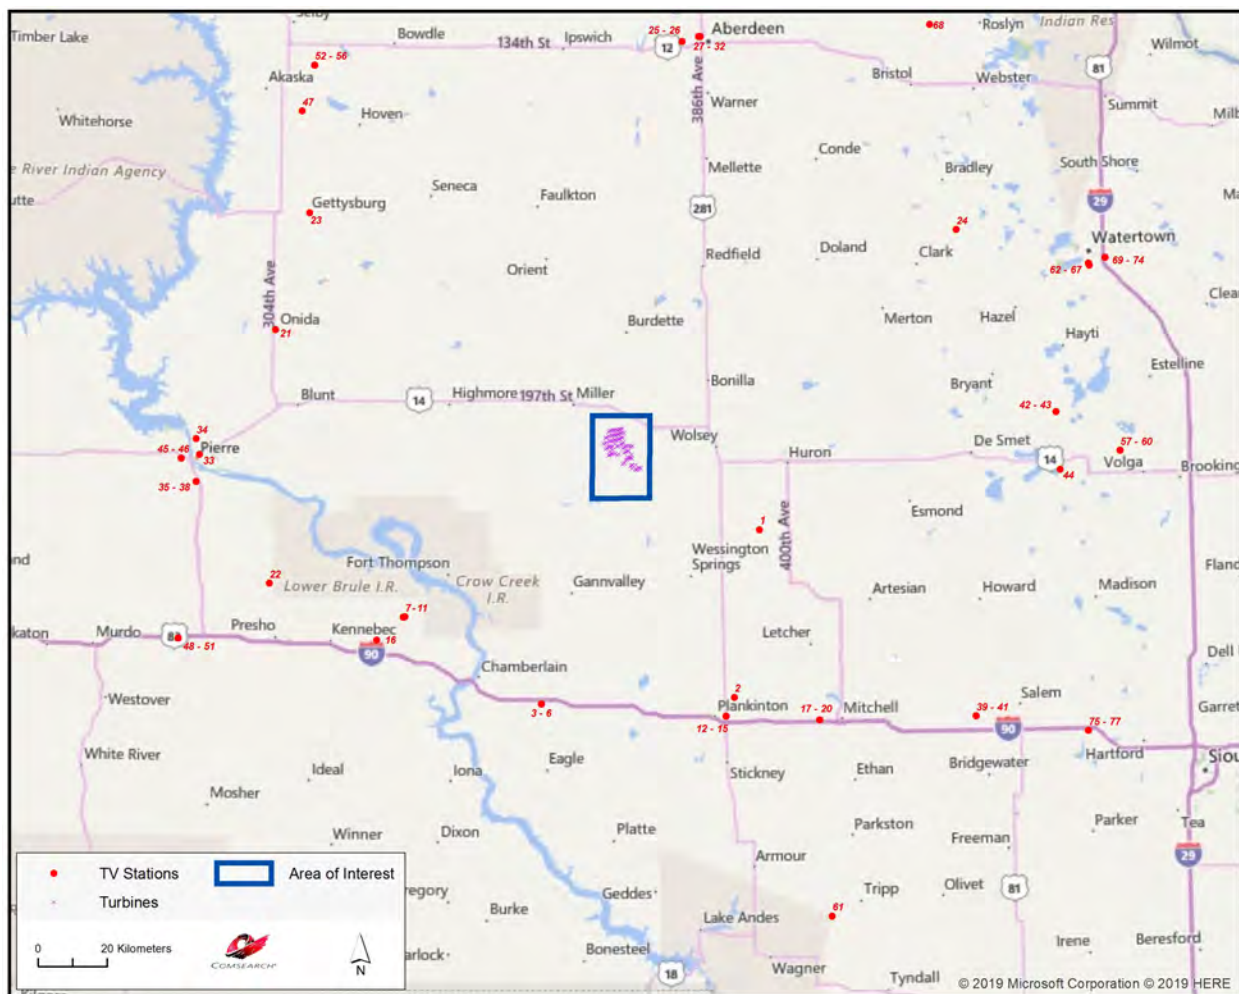 Selby
Timber Lake
Bowdle
134th St
Ipswich
25 - 26
12
27 - 32
Aberdeen
68
Roslyn
Indian Res
Wilmot
52 - 56
Akaska
47
Hoven
386th Ave
Warner
Bristol
Webster
81
Summit
Whitehorse
e River Indian Agency
Conde
Mellette
South Shore
Bradley
Seneca
Faulkton
Gettysburg
23
281
29
24
Watertown
Redfield
Doland
Clark
62 - 67
69 - 74
Orient
304th Ave
Onida
21
Burdette
Merton
Hazel
Hayti
Estelline
Bonilla
Bryant
Blunt
14
Highmore
197th St
Miller
42 - 43
34
45 - 46
Pierre
33
Wolsey
Huron
De Smet
14
44
57 - 60
Volga
Brooking
35 - 38
1
400th Ave
Esmond
Wessington
Springs
Fort Thompson
22
Lower Brule I.R.
Crow Creek
I.R.
Gannvalley
Artesian
Howard
Madison
Fland
7 - 11
Murdo
Presho
Kennebec
16
48 - 51
90
Letcher
Dell
Chamberlain
Westover
2
Plankinton
12 - 15
17 - 20
Mitchell
3 - 6
39 - 41
Salem
90
75 - 77
Hartford
Garret
Siou
White River
Ideal
Iona
Eagle
Stickney
Ethan
Bridgewater
Mosher
Winner
Dixon
Platte
Parkston
Freeman
Parker
Tea
29
Armour
Tripp
Olivet
81
61
Geddes
Burke
Lake Andes
Bonesteel
Irene
Beresford
Wagner
Tyndall
18
egory
arlock
TV Stations
Area of Interest
Turbines
0
20 Kilometers
COMSEARCH
N
© 2019 Microsoft Corporation © 2019 HERE